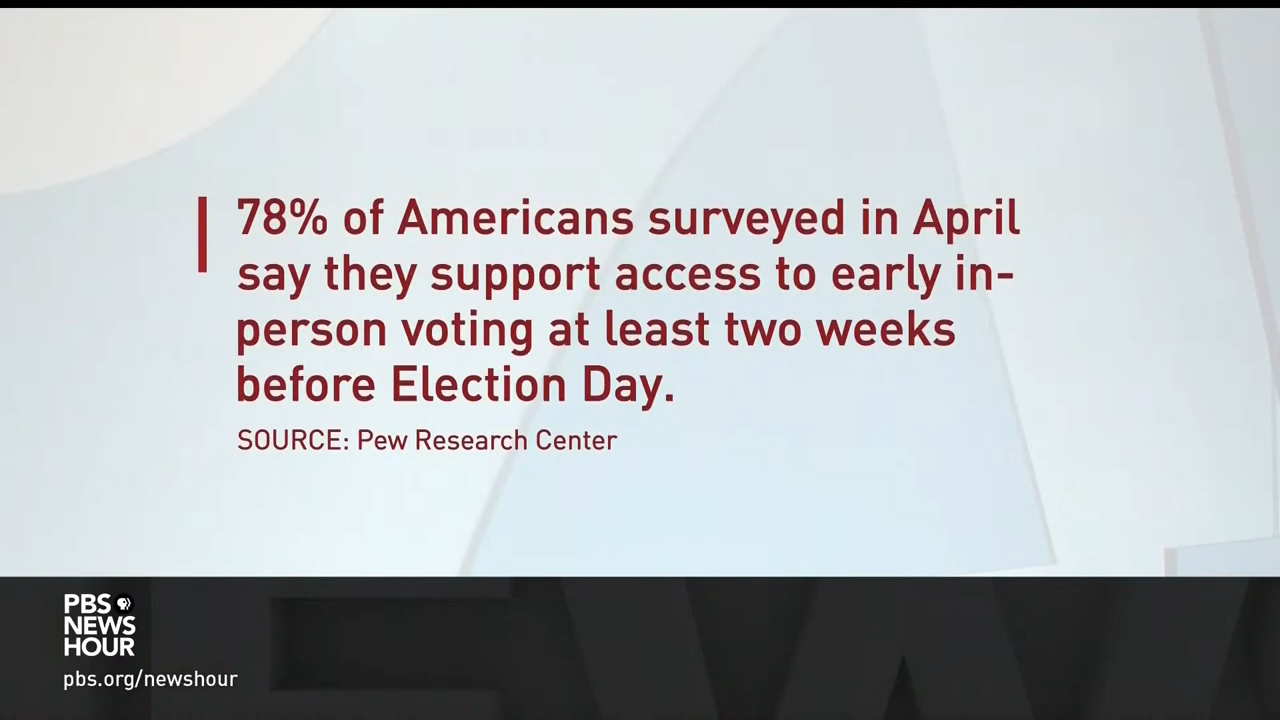 78% of Americans surveyed in April
say they support access to early in-
person voting at least two weeks
before Election Day.
SOURCE: Pew Research Center
PBS
NEWS
HOUR
pbs.org/newshour